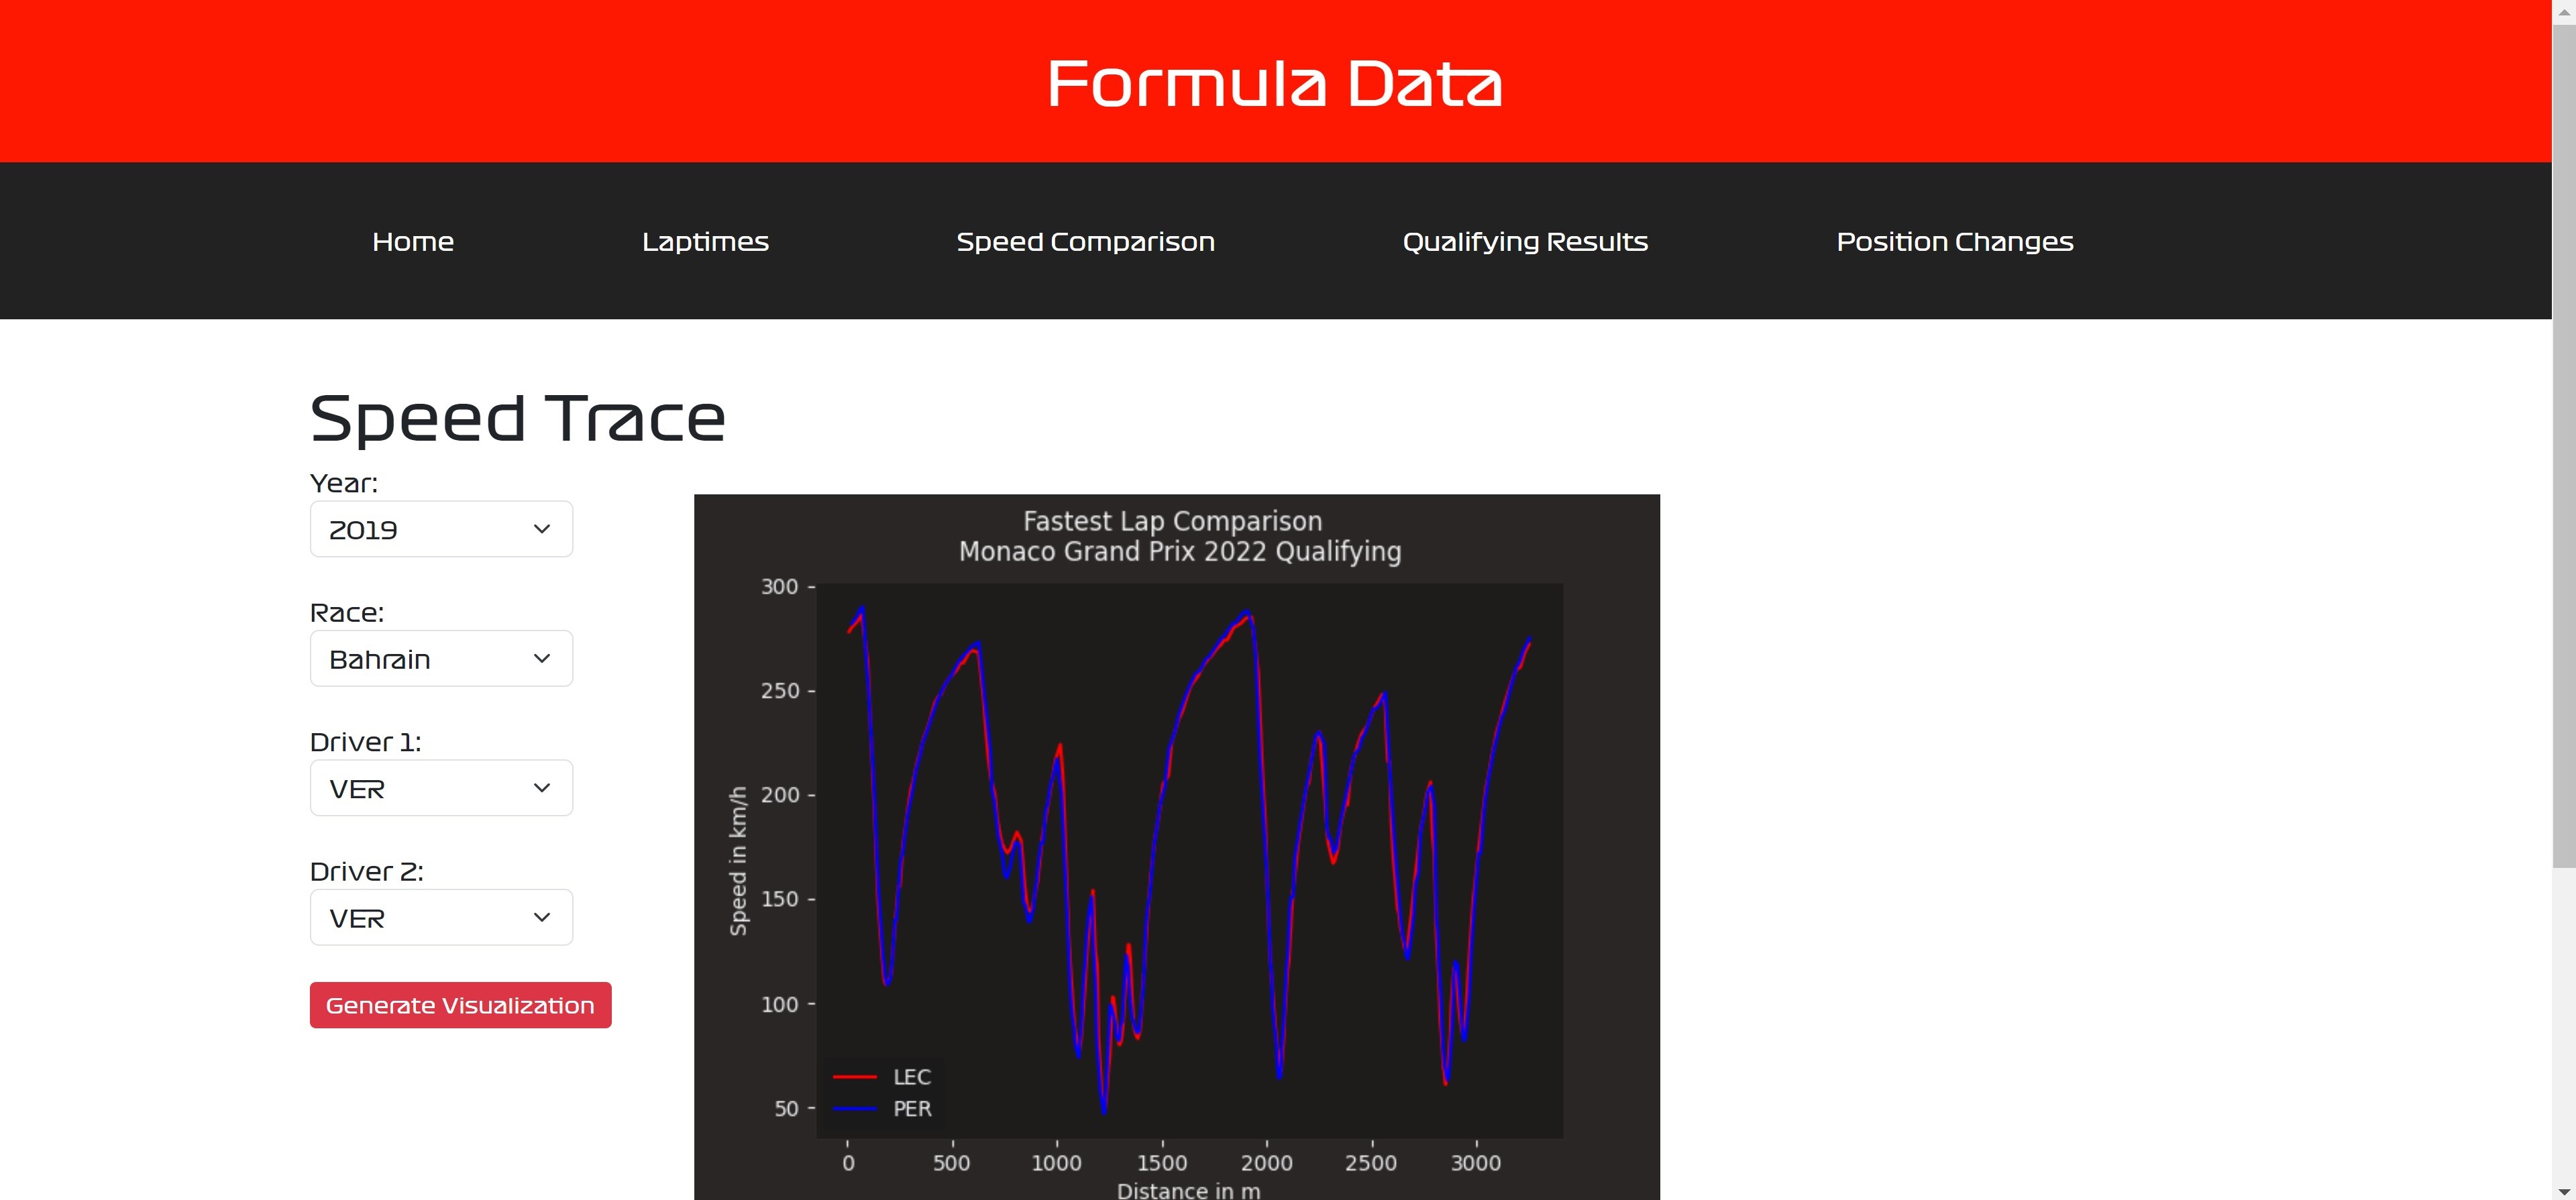 Formula Data
Home Laptimes Speed Comparison Qualifying Results Position Changes
Speed Trace
Year:
2019
Race:
Bahrain
Driver 1:
VER
Driver 2:
VER
Generate Visualization
Fastest Lap Comparison
Monaco Grand Prix 2022 Qualifying
Speed in km/h
300
250
200
150
100
50
LEC
PER
0 500 1000 1500 2000 2500 3000
Distance in m